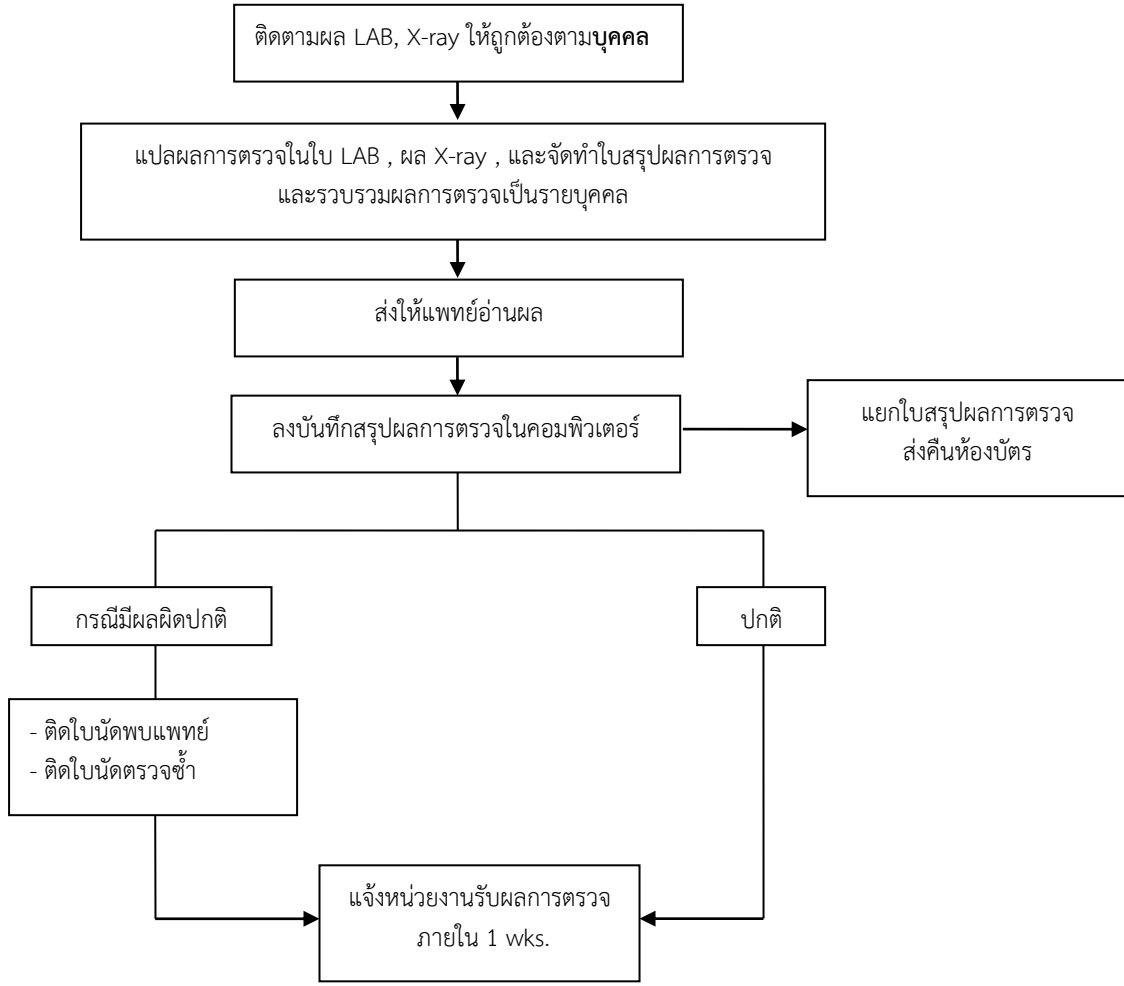 ติดตามผล LAB, X-ray ให้ถูกต้องตามบุคคล
แปลผลการตรวจในใบ LAB , ผล X-ray , และจัดทำใบสรุปผลการตรวจ
และรวบรวมผลการตรวจเป็นรายบุคคล
ส่งให้แพทย์อ่านผล
ลงบันทึกสรุปผลการตรวจในคอมพิวเตอร์
แยกใบสรุปผลการตรวจ
ส่งคืนห้องบัตร
กรณีมีผลผิดปกติ
ปกติ
- ติดใบนัดพบแพทย์
- ติดใบนัดตรวจซ้ำ
แจ้งหน่วยงานรับผลการตรวจ
ภายใน 1 wks.